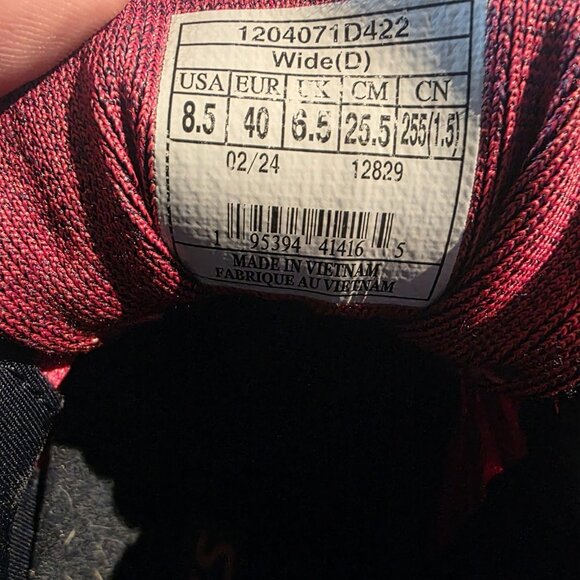 1204071D422
Wide(D)
USA EUR UK CM CN
8.5 40 6.5 25.5 255(1.5)
02/24 12829
1 95394 41416 5
MADE IN VIETNAM
FABRIQUE AU VIETNAM